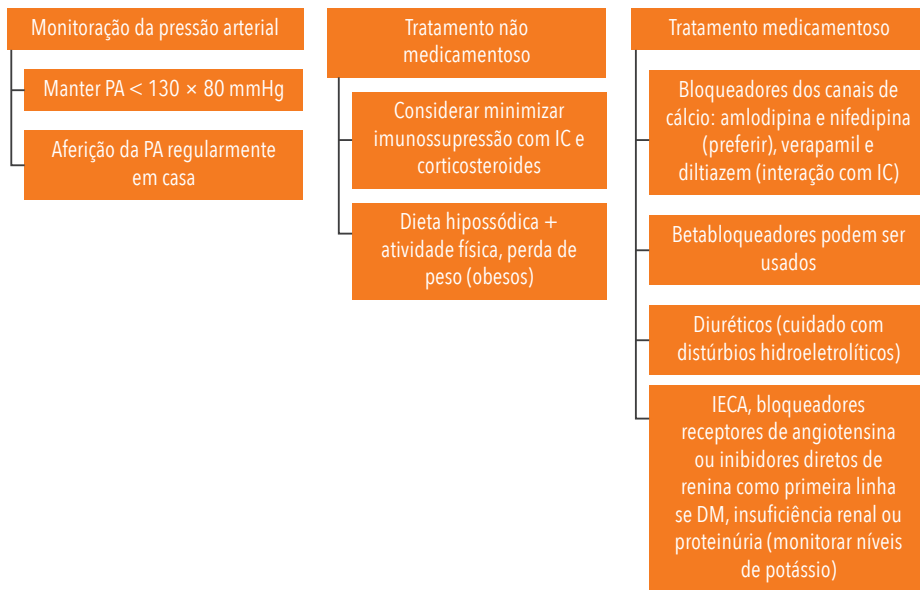 Monitoração da pressão arterial
Manter PA < 130 × 80 mmHg
Aferição da PA regularmente
em casa
Tratamento não
medicamentoso
Considerar minimizar
imunossupressão com IC e
corticosteroides
Dieta hipossódica +
atividade física, perda de
peso (obesos)
Tratamento medicamentoso
Bloqueadores dos canais de
cálcio: amlodipina e nifedipina
(preferir), verapamil e
diltiazem (interação com IC)
Betabloqueadores podem ser
usados
Diuréticos (cuidado com
distúrbios hidroeletrolíticos)
IECA, bloqueadores
receptores de angiotensina
ou inibidores diretos de
renina como primeira linha
se DM, insuficiência renal ou
proteinúria (monitorar níveis
de potássio)